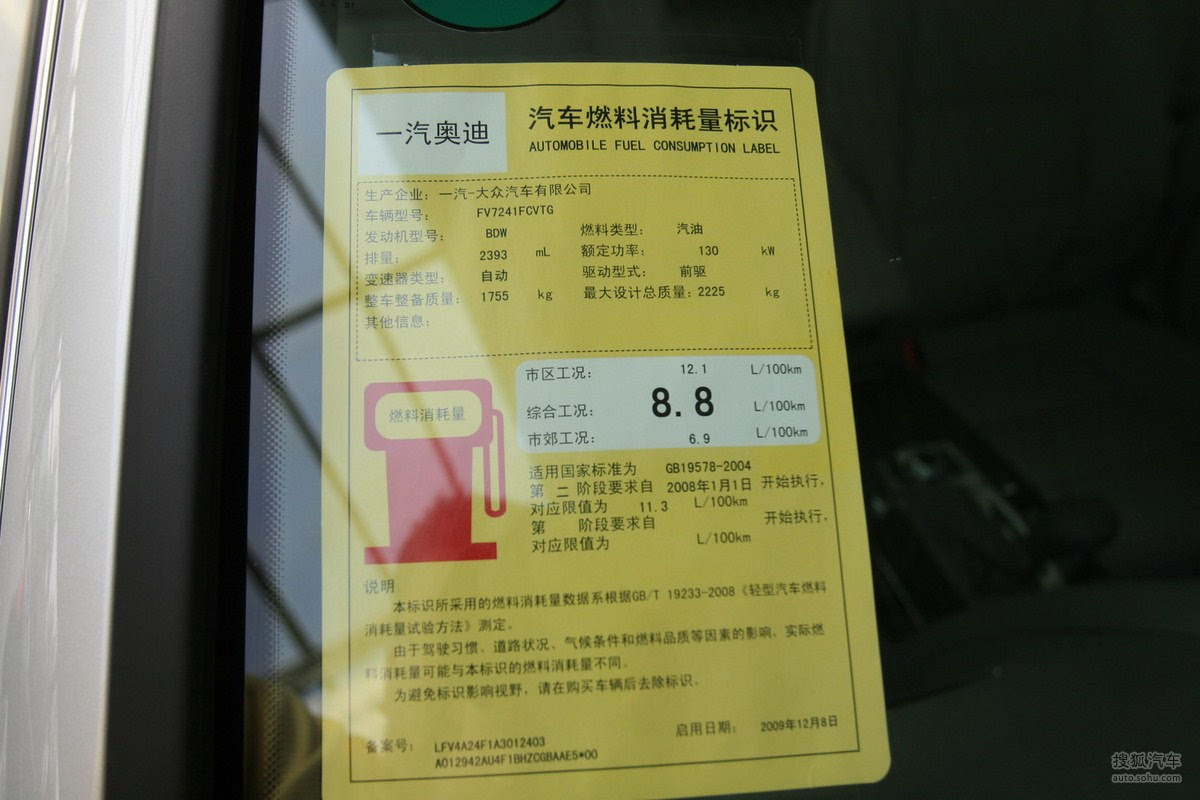 一汽奥迪
汽车燃料消耗量标识
AUTOMOBILE FUEL CONSUMPTION LABEL
生产企业: 一汽-大众汽车有限公司
车辆型号: FV7241FCVTG
发动机型号: BDW 燃料类型: 汽油
排量: 2393 mL 额定功率: 130 kW
变速器类型: 自动 驱动型式: 前驱
整车整备质量: 1755 kg 最大设计总质量: 2225 kg
其他信息:
燃料消耗量
市区工况: 12.1 L/100km
综合工况: 8.8 L/100km
市郊工况: 6.9 L/100km
适用国家标准为 GB19578-2004
第 二 阶段要求自 2008年1月1日 开始执行,
对应限值为 11.3 L/100km
第 阶段要求自 开始执行,
对应限值为 L/100km
说明
本标识所采用的燃料消耗量数据系根据GB/T 19233-2008《轻型汽车燃料
消耗量试验方法》测定。
由于驾驶习惯、道路状况、气候条件和燃料品质等因素的影响,实际燃
料消耗量可能与本标识的燃料消耗量不同。
为避免标识影响视野,请在购买车辆后去除标识。
启用日期: 2009年12月8日
备案号: LFV4A24F1A3012403
A012942AU4F1BHZCGBAAE5*00
搜狐汽车
auto.sohu.com